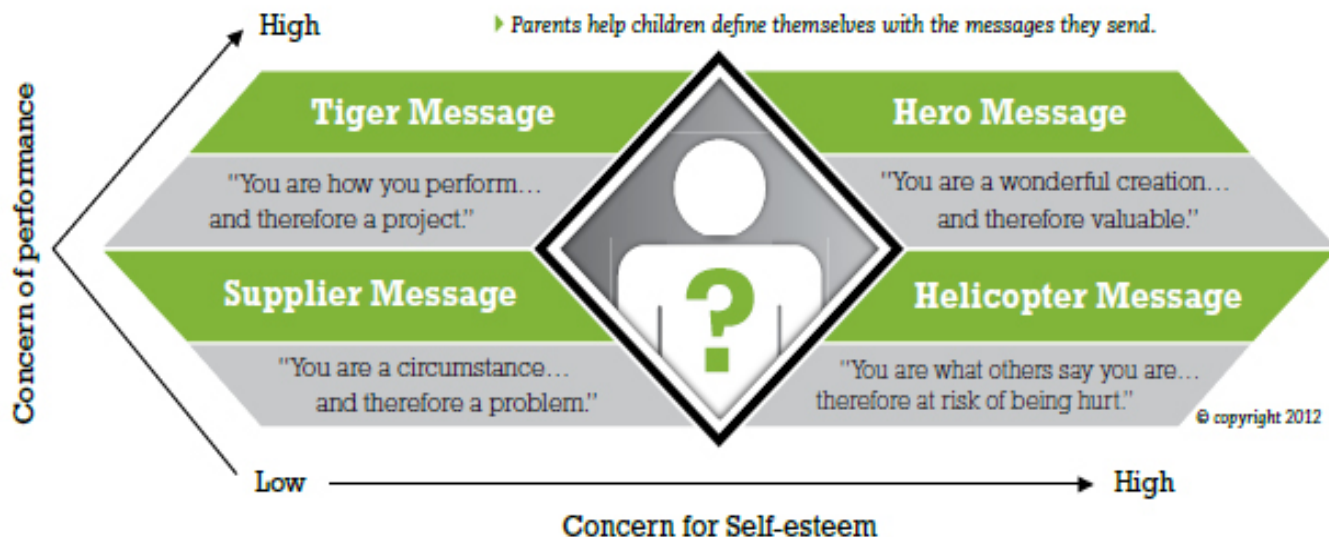 High
Parents help children define themselves with the messages they send.
Concern of performance
Tiger Message
Hero Message
"You are how you perform…
and therefore a project."
"You are a wonderful creation…
and therefore valuable."
Supplier Message
Helicopter Message
"You are a circumstance…
and therefore a problem."
"You are what others say you are…
therefore at risk of being hurt."
?
© copyright 2012
Low
High
Concern for Self-esteem